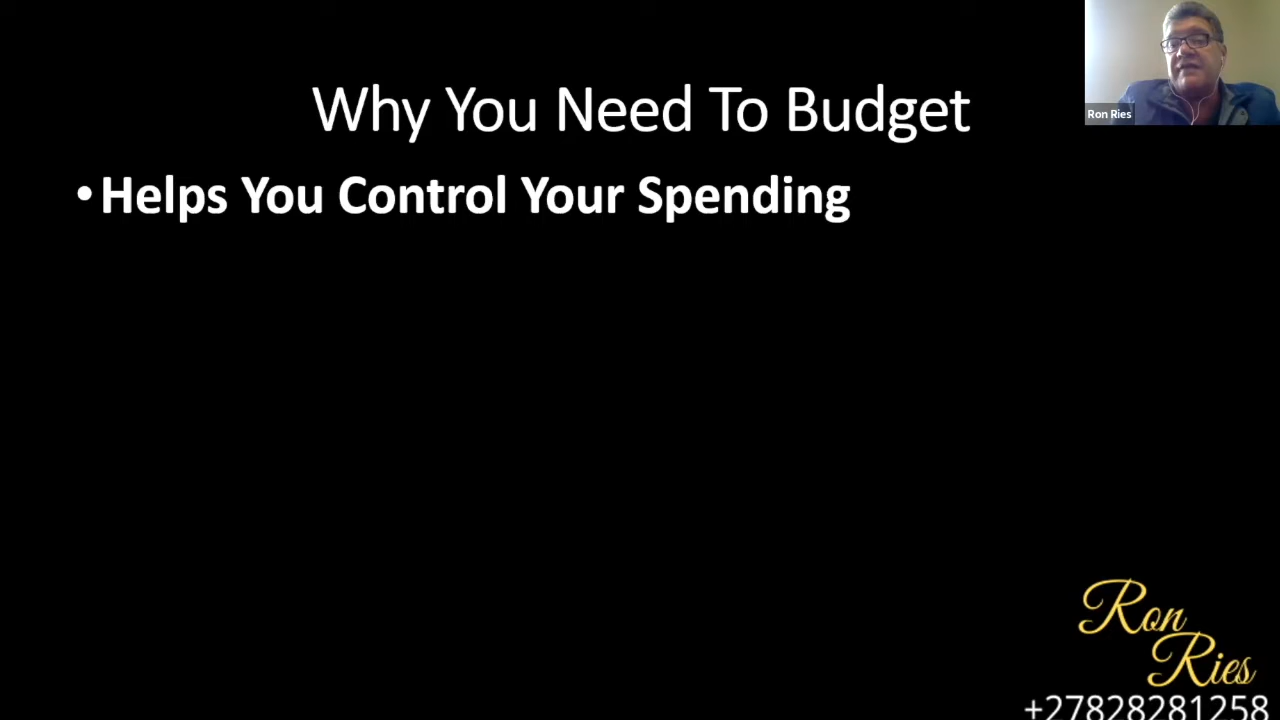 Why You Need To Budget
• Helps You Control Your Spending
Ron Ries
Ron
Ries
+27828281258